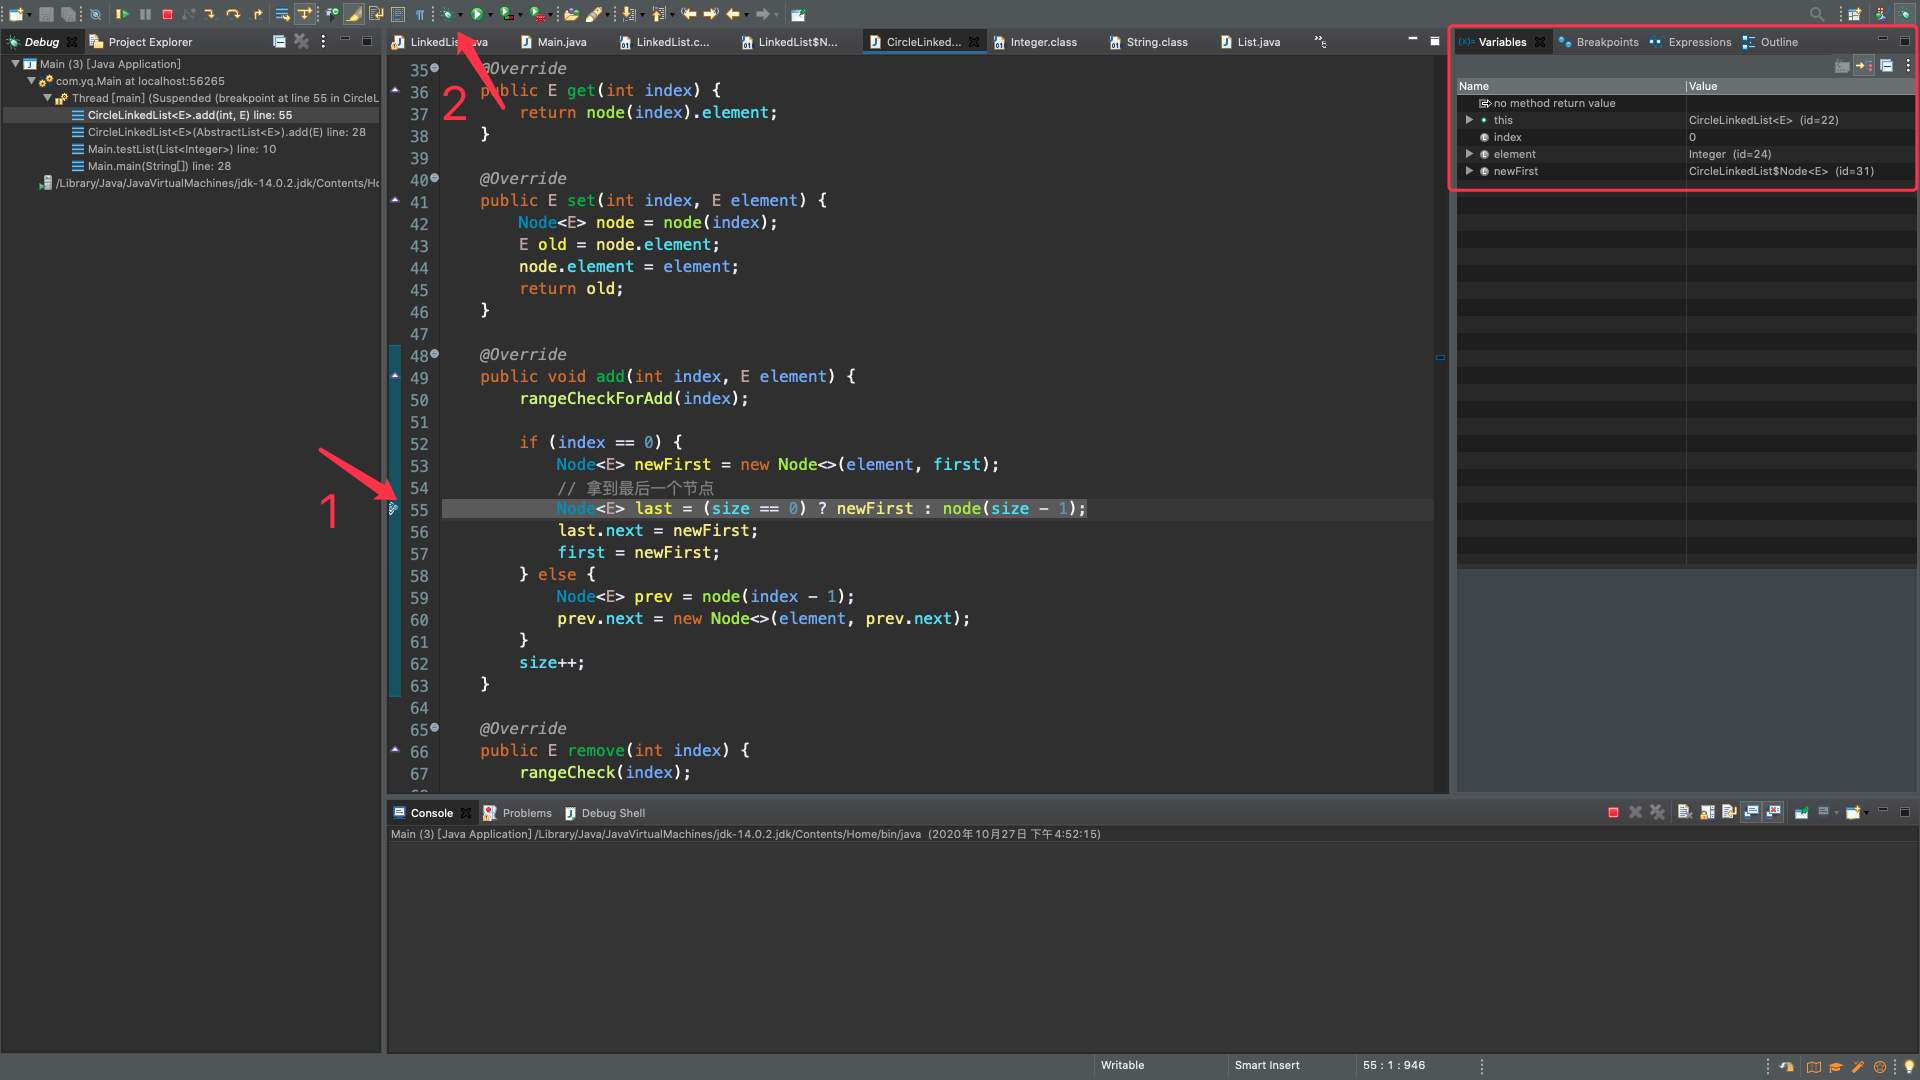 Debug
Project Explorer
Main (3) [Java Application]
com.yq.Main at localhost:56265
Thread [main] (Suspended (breakpoint at line 55 in CircleL
CircleLinkedList<E>.add(int, E) line: 55
CircleLinkedList<E>(AbstractList<E>).add(E) line: 28
Main.testList(List<Integer>) line: 10
Main.main(String[]) line: 28
/Library/Java/JavaVirtualMachines/jdk-14.0.2.jdk/Contents/Ho
Main.java
LinkedList.c...
LinkedList$N...
CircleLinked...
Integer.class
String.class
List.java
»5
2
1
35 @Override
36 public E get(int index) {
37 return node(index).element;
38 }
39
40 @Override
41 public E set(int index, E element) {
42 Node<E> node = node(index);
43 E old = node.element;
44 node.element = element;
45 return old;
46 }
47
48 @Override
49 public void add(int index, E element) {
50 rangeCheckForAdd(index);
51
52 if (index == 0) {
53 Node<E> newFirst = new Node<>(element, first);
54 // 拿到最后一个节点
55 Node<E> last = (size == 0) ? newFirst : node(size - 1);
56 last.next = newFirst;
57 first = newFirst;
58 } else {
59 Node<E> prev = node(index - 1);
60 prev.next = new Node<>(element, prev.next);
61 }
62 size++;
63 }
64
65 @Override
66 public E remove(int index) {
67 rangeCheck(index);
Variables
Breakpoints
Expressions
Outline
Name Value
no method return value
this CircleLinkedList<E> (id=22)
index 0
element Integer (id=24)
newFirst CircleLinkedList$Node<E> (id=31)
Console
Problems
Debug Shell
Main (3) [Java Application] /Library/Java/JavaVirtualMachines/jdk-14.0.2.jdk/Contents/Home/bin/java (2020年10月27日 下午4:52:15)
Writable
Smart Insert
55 : 1 : 946